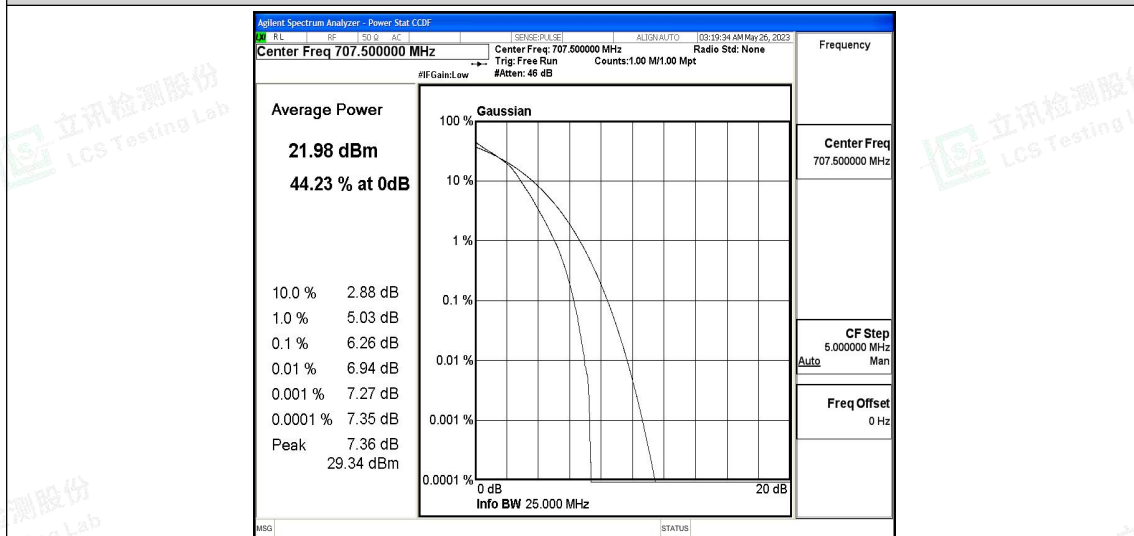 Agilent Spectrum Analyzer - Power Stat CCDF
LXI RL RF 50 Ω AC SENSE:PULSE ALIGN AUTO 03:19:34 AM May 26, 2023
Center Freq 707.500000 MHz
Center Freq: 707.500000 MHz Radio Std: None
Trig: Free Run Counts:1.00 M/1.00 Mpt
#IFGain:Low #Atten: 46 dB
Frequency
Average Power
21.98 dBm
44.23 % at 0dB
10.0 % 2.88 dB
1.0 % 5.03 dB
0.1 % 6.26 dB
0.01 % 6.94 dB
0.001 % 7.27 dB
0.0001 % 7.35 dB
Peak 7.36 dB
29.34 dBm
Gaussian
100 %
10 %
1 %
0.1 %
0.01 %
0.001 %
0.0001 %
0 dB 20 dB
Info BW 25.000 MHz
Center Freq
707.500000 MHz
CF Step
5.000000 MHz
Auto Man
Freq Offset
0 Hz
MSG STATUS
立讯检测股份
LCS Testing Lab
立讯检测股份
LCS Testing L
测股份
ng Lab